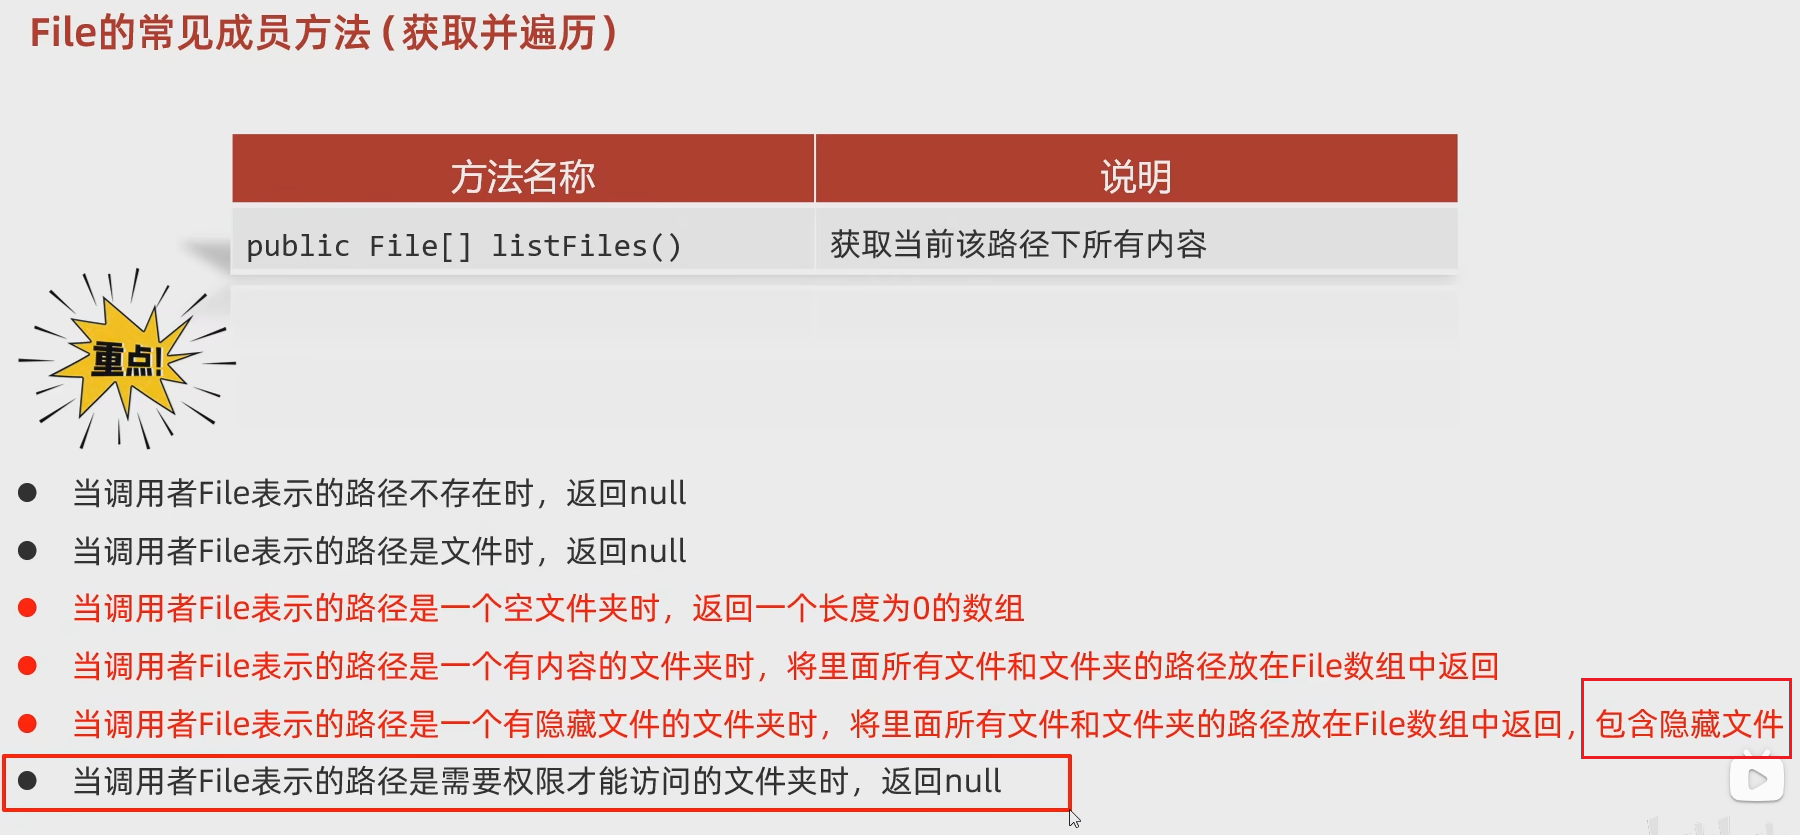 File的常见成员方法（获取并遍历）
方法名称 说明
public File[] listFiles() 获取当前该路径下所有内容
重点!
当调用者File表示的路径不存在时，返回null
当调用者File表示的路径是文件时，返回null
当调用者File表示的路径是一个空文件夹时，返回一个长度为0的数组
当调用者File表示的路径是一个有内容的文件夹时，将里面所有文件和文件夹的路径放在File数组中返回
当调用者File表示的路径是一个有隐藏文件的文件夹时，将里面所有文件和文件夹的路径放在File数组中返回，包含隐藏文件
当调用者File表示的路径是需要权限才能访问的文件夹时，返回null